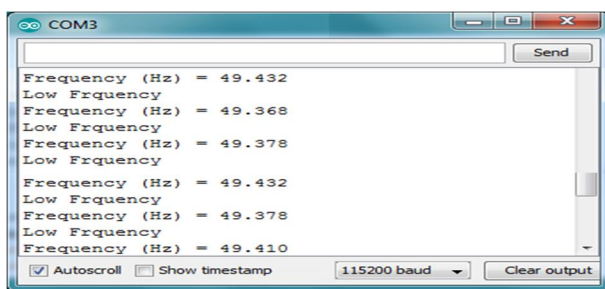 COM3
Send
Frequency (Hz) = 49.432
Low Frquency
Frequency (Hz) = 49.368
Low Frquency
Frequency (Hz) = 49.378
Low Frquency
Frequency (Hz) = 49.432
Low Frquency
Frequency (Hz) = 49.378
Low Frquency
Frequency (Hz) = 49.410
Autoscroll Show timestamp 115200 baud Clear output